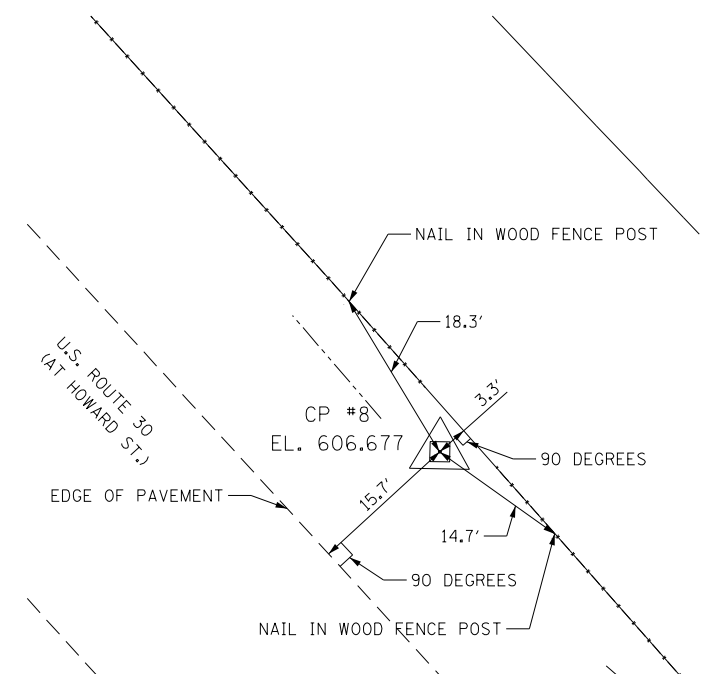 NAIL IN WOOD FENCE POST
18.3'
U.S. ROUTE 30
(AT HOWARD ST.)
3.3'
CP #8
EL. 606.677
90 DEGREES
15.7'
EDGE OF PAVEMENT
14.7'
90 DEGREES
NAIL IN WOOD FENCE POST